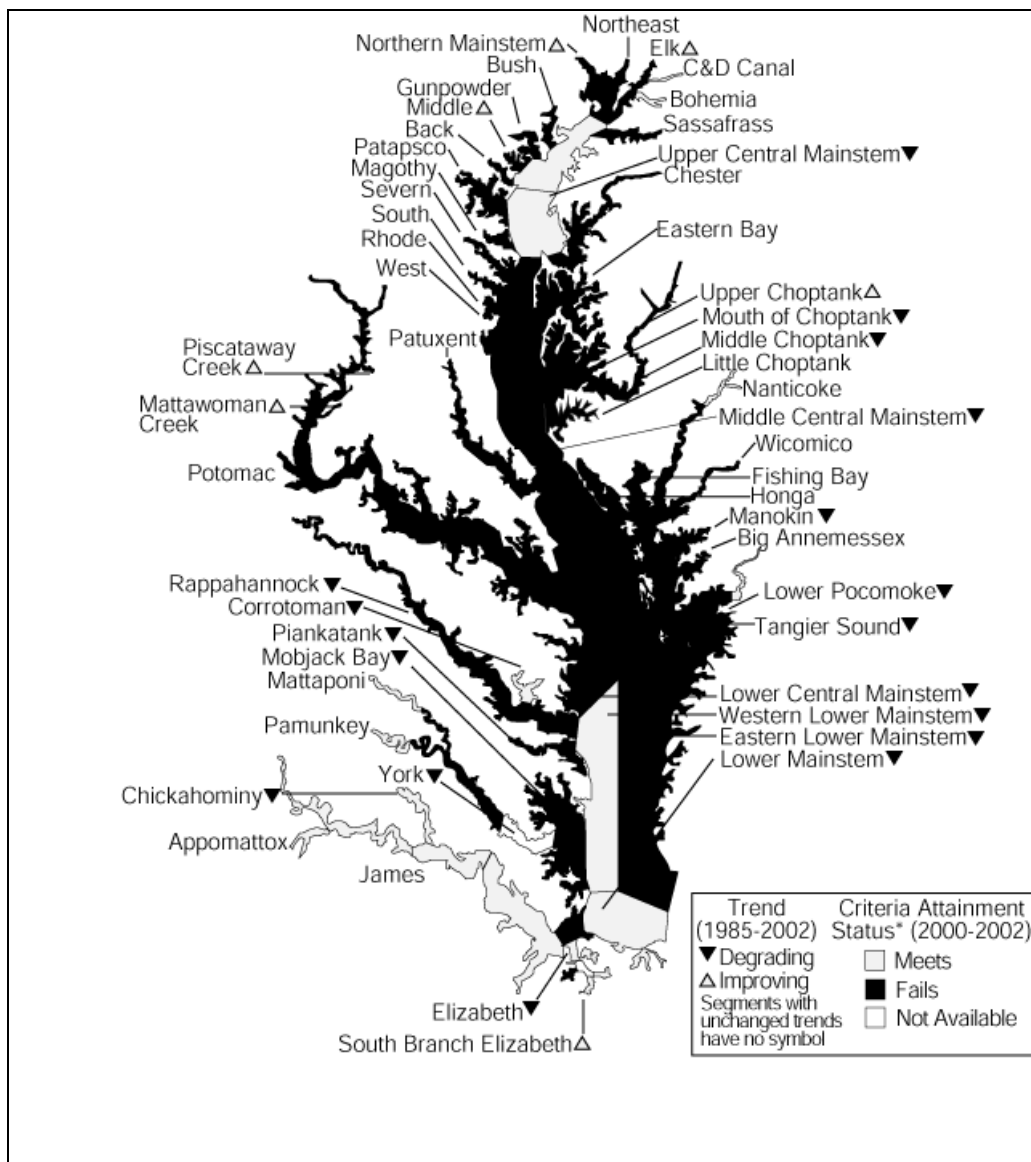 Northeast
Northern Mainstem△
Elk△
Bush
C&D Canal
Gunpowder
Bohemia
Middle △
Sassafrass
Back
Patapsco
Upper Central Mainstem▼
Magothy
Chester
Severn
South
Eastern Bay
Rhode
West
Upper Choptank△
Mouth of Choptank▼
Patuxent
Middle Choptank▼
Piscataway
Creek△
Little Choptank
Nanticoke
Mattawoman△
Creek
Middle Central Mainstem▼
Wicomico
Potomac
Fishing Bay
Honga
Manokin ▼
Big Annemessex
Rappahannock▼
Lower Pocomoke▼
Corrotoman▼
Tangier Sound▼
Piankatank▼
Mobjack Bay▼
Mattaponi
Lower Central Mainstem▼
Western Lower Mainstem▼
Pamunkey
Eastern Lower Mainstem▼
York▼
Lower Mainstem▼
Chickahominy▼
Appomattox
James
Trend
(1985-2002)
▼Degrading
△Improving
Segments with
unchanged trends
have no symbol
Criteria Attainment
Status* (2000-2002)
Meets
Fails
Not Available
Elizabeth▼
South Branch Elizabeth△